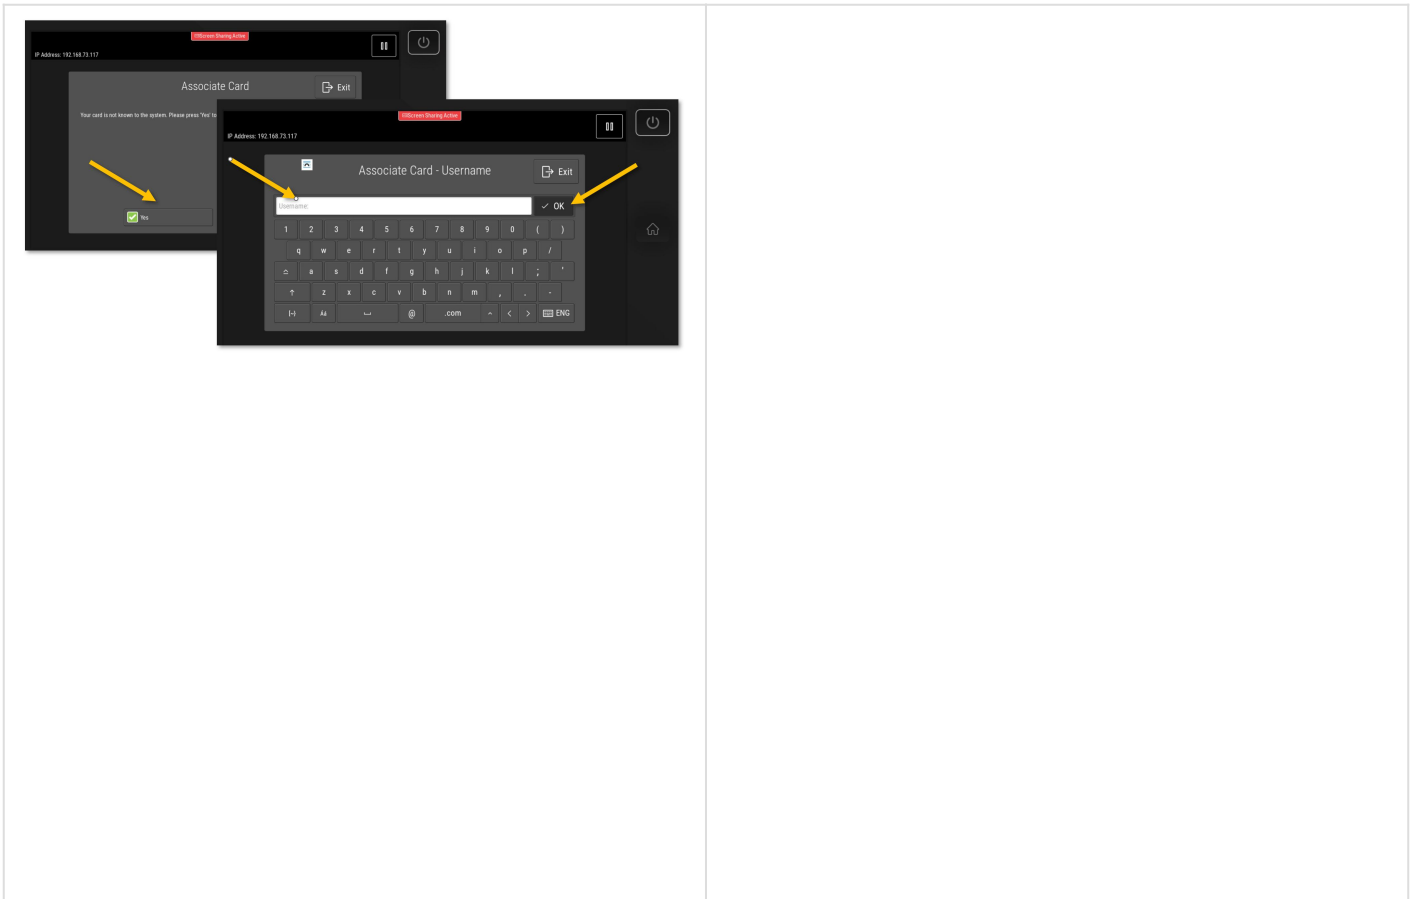 Screen Sharing Active
IP Address: 192.168.73.117
Associate Card
Exit
Your card is not known to the system. Please press 'Yes' to
Yes
Screen Sharing Active
IP Address: 192.168.73.117
Associate Card - Username
Exit
Username
OK
1 2 3 4 5 6 7 8 9 0 ( )
q w e r t y u i o p /
a s d f g h j k l ; '
z x c v b n m , . -
@ .com ^ < > ENG